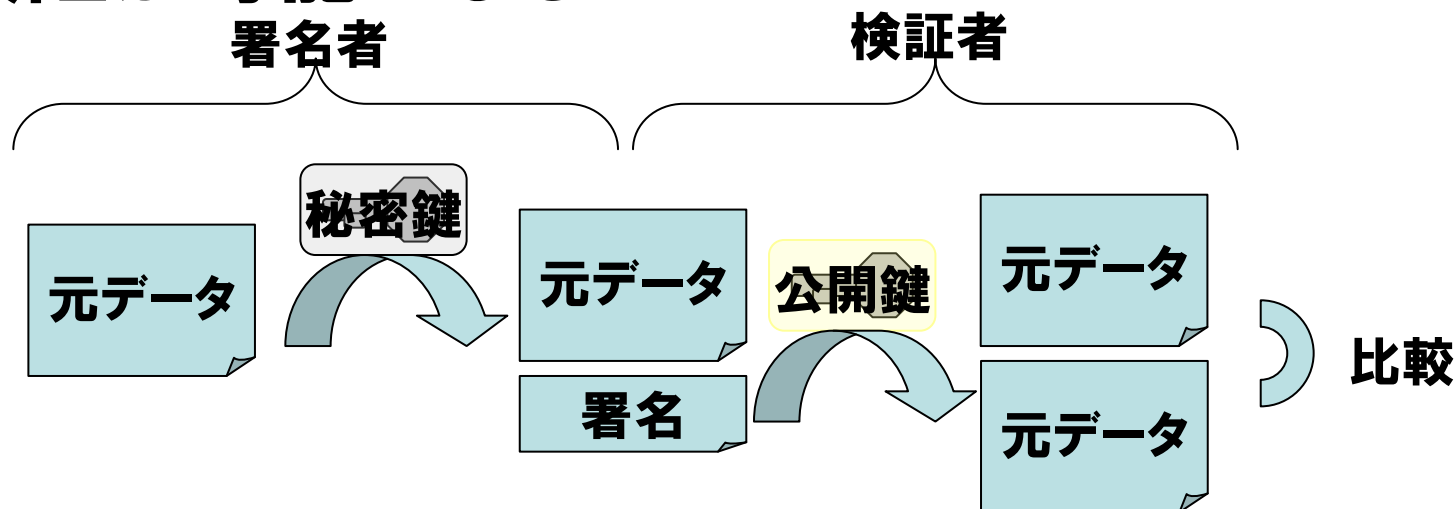 署名者
検証者
秘密鍵
元データ
元データ
署名
公開鍵
元データ
元データ
比較